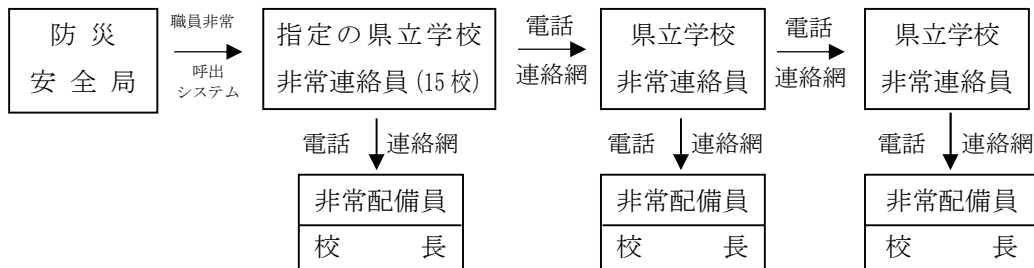 防災
安全局
職員非常
呼出
システム
指定の県立学校
非常連絡員(15校)
電話
連絡網
県立学校
非常連絡員
電話
連絡網
県立学校
非常連絡員
電話 連絡網
電話 連絡網
電話 連絡網
非常配備員
校長
非常配備員
校長
非常配備員
校長